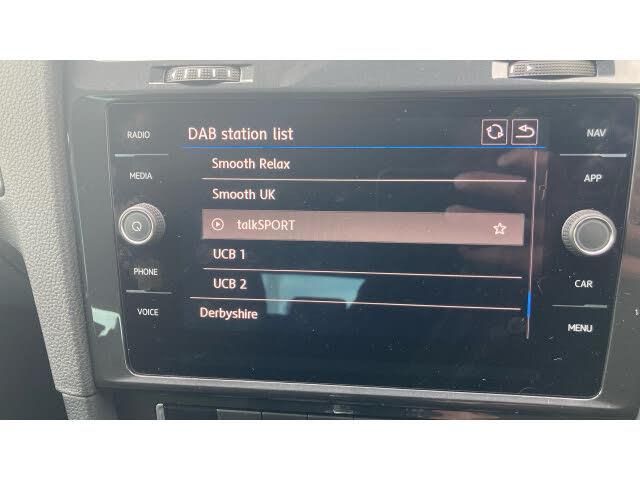 RADIO
DAB station list
NAV
MEDIA
Smooth Relax
APP
Smooth UK
talkSPORT
UCB 1
PHONE
CAR
UCB 2
VOICE
Derbyshire
MENU